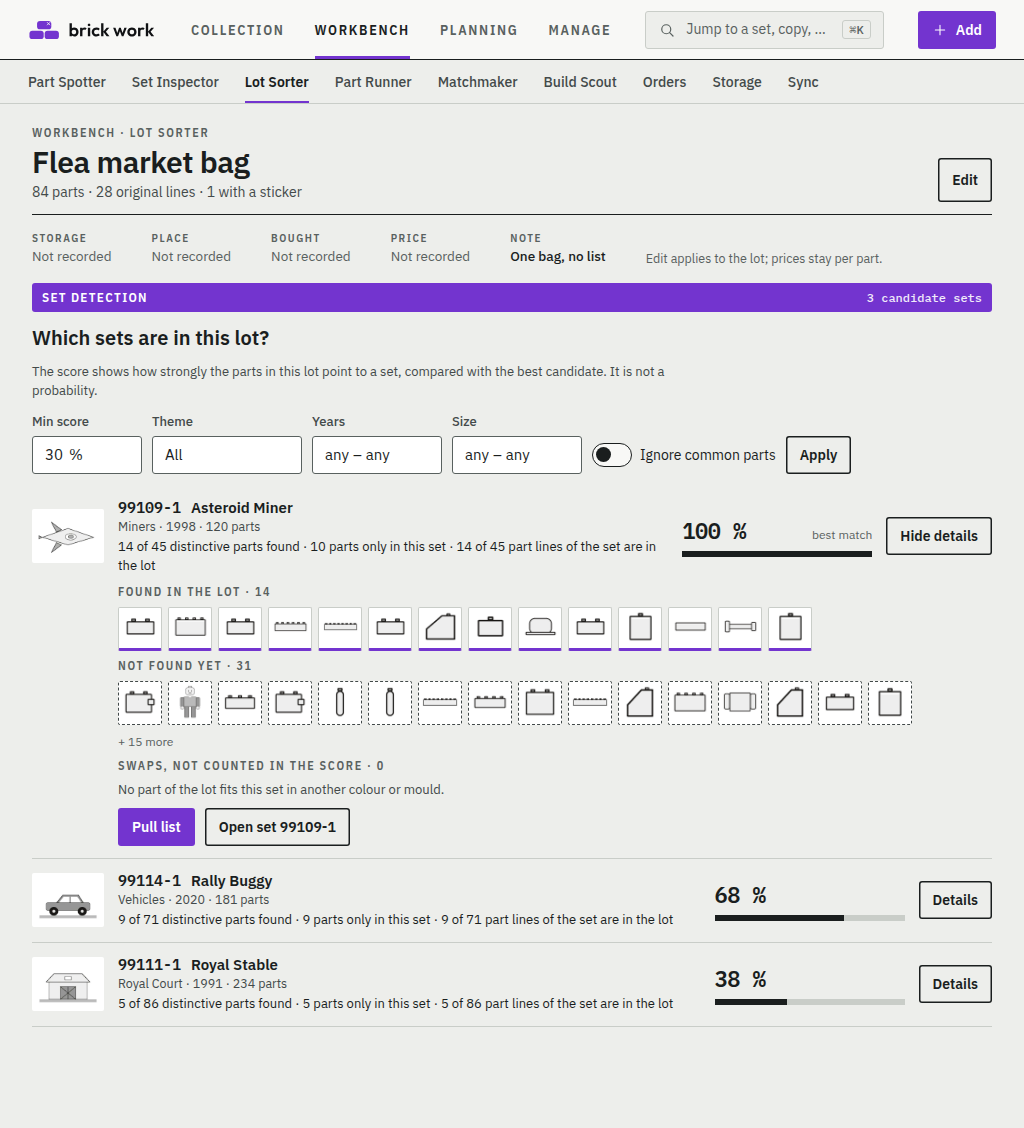 brick work
COLLECTION
WORKBENCH
PLANNING
MANAGE
Jump to a set, copy, ...
⌘K
+ Add
Part Spotter
Set Inspector
Lot Sorter
Part Runner
Matchmaker
Build Scout
Orders
Storage
Sync
WORKBENCH · LOT SORTER
Flea market bag
84 parts · 28 original lines · 1 with a sticker
Edit
STORAGE
Not recorded
PLACE
Not recorded
BOUGHT
Not recorded
PRICE
Not recorded
NOTE
One bag, no list
Edit applies to the lot; prices stay per part.
SET DETECTION
3 candidate sets
Which sets are in this lot?
The score shows how strongly the parts in this lot point to a set, compared with the best candidate. It is not a
probability.
Min score
Theme
Years
Size
30 %
All
any – any
any – any
Ignore common parts
Apply
99109-1 Asteroid Miner
Miners · 1998 · 120 parts
14 of 45 distinctive parts found · 10 parts only in this set · 14 of 45 part lines of the set are in
the lot
100 %
best match
Hide details
FOUND IN THE LOT · 14
NOT FOUND YET · 31
+ 15 more
SWAPS, NOT COUNTED IN THE SCORE · 0
No part of the lot fits this set in another colour or mould.
Pull list
Open set 99109-1
99114-1 Rally Buggy
Vehicles · 2020 · 181 parts
9 of 71 distinctive parts found · 9 parts only in this set · 9 of 71 part lines of the set are in the lot
68 %
Details
99111-1 Royal Stable
Royal Court · 1991 · 234 parts
5 of 86 distinctive parts found · 5 parts only in this set · 5 of 86 part lines of the set are in the lot
38 %
Details